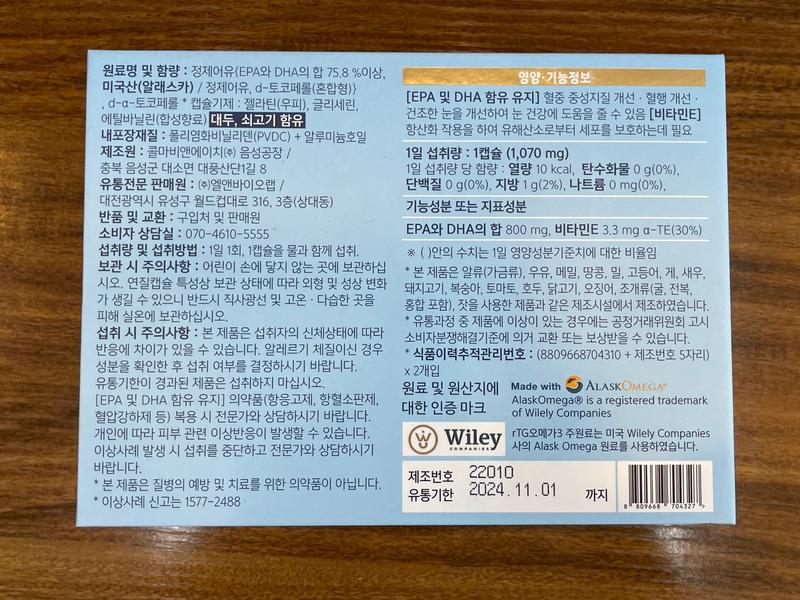 원료명 및 함량 : 정제어유{EPA와 DHA의 합 75.8 %이상,
미국산(알래스카) / 정제어유, d-토코페롤(혼합형)}
, d-α-토코페롤 * 캡슐기제 : 젤라틴(우피), 글리세린,
에틸바닐린(합성향료) 대두, 쇠고기 함유
내포장재질 : 폴리염화비닐리덴(PVDC) + 알루미늄호일
제조원 : 콜마비앤에이치㈜ 음성공장 /
충북 음성군 대소면 대풍산단1길 8
유통전문 판매원 : ㈜엘앤바이오랩 /
대전광역시 유성구 월드컵대로 316, 3층(상대동)
반품 및 교환 : 구입처 및 판매원
소비자 상담실 : 070-4610-5555
섭취량 및 섭취방법 : 1일 1회, 1캡슐을 물과 함께 섭취.
보관 시 주의사항 : 어린이 손에 닿지 않는 곳에 보관하십
시오. 연질캡슐 특성상 보관 상태에 따라 외형 및 성상 변화
가 생길 수 있으니 반드시 직사광선 및 고온 · 다습한 곳을
피해 실온에 보관하십시오.
섭취 시 주의사항 : 본 제품은 섭취자의 신체상태에 따라
반응에 차이가 있을 수 있습니다. 알레르기 체질이신 경우
성분을 확인한 후 섭취 여부를 결정하시기 바랍니다.
유통기한이 경과된 제품은 섭취하지 마십시오.
[EPA 및 DHA 함유 유지] 의약품(항응고제, 항혈소판제,
혈압강하제 등) 복용 시 전문가와 상담하시기 바랍니다.
개인에 따라 피부 관련 이상반응이 발생할 수 있습니다.
이상사례 발생 시 섭취를 중단하고 전문가와 상담하시기
바랍니다.
* 본 제품은 질병의 예방 및 치료를 위한 의약품이 아닙니다.
* 이상사례 신고는 1577-2488
영양·기능정보
[EPA 및 DHA 함유 유지] 혈중 중성지질 개선 · 혈행 개선 ·
건조한 눈을 개선하여 눈 건강에 도움을 줄 수 있음 [비타민E]
항산화 작용을 하여 유해산소로부터 세포를 보호하는데 필요
1일 섭취량 : 1캡슐 (1,070 mg)
1일 섭취량 당 함량 : 열량 10 kcal, 탄수화물 0 g(0%),
단백질 0 g(0%), 지방 1 g(2%), 나트륨 0 mg(0%),
기능성분 또는 지표성분
EPA와 DHA의 합 800 mg, 비타민E 3.3 mg α-TE(30%)
※ ( )안의 수치는 1일 영양성분기준치에 대한 비율임
* 본 제품은 알류(가금류), 우유, 메밀, 땅콩, 밀, 고등어, 게, 새우,
돼지고기, 복숭아, 토마토, 호두, 닭고기, 오징어, 조개류(굴, 전복,
홍합 포함), 잣을 사용한 제품과 같은 제조시설에서 제조하였습니다.
* 유통과정 중 제품에 이상이 있는 경우에는 공정거래위원회 고시
소비자분쟁해결기준에 의거 교환 또는 보상받을 수 있습니다.
* 식품이력추적관리번호 : (8809668704310 + 제조번호 5자리)
x 2개입
원료 및 원산지에
대한 인증 마크
Made with ALASKOMEGA®
AlaskOmega® is a registered trademark
of Wilely Companies
Wiley
COMPANIES
rTG오메가3 주원료는 미국 Wilely Companies
사의 Alask Omega 원료를 사용하였습니다.
제조번호 22010
유통기한 2024.11.01 까지
8 809668 704327